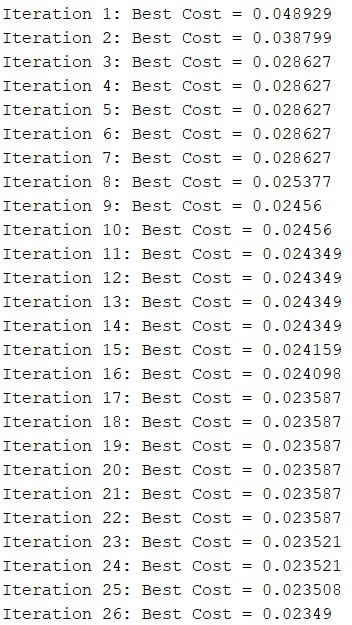 Iteration 1: Best Cost = 0.048929
Iteration 2: Best Cost = 0.038799
Iteration 3: Best Cost = 0.028627
Iteration 4: Best Cost = 0.028627
Iteration 5: Best Cost = 0.028627
Iteration 6: Best Cost = 0.028627
Iteration 7: Best Cost = 0.028627
Iteration 8: Best Cost = 0.025377
Iteration 9: Best Cost = 0.02456
Iteration 10: Best Cost = 0.02456
Iteration 11: Best Cost = 0.024349
Iteration 12: Best Cost = 0.024349
Iteration 13: Best Cost = 0.024349
Iteration 14: Best Cost = 0.024349
Iteration 15: Best Cost = 0.024159
Iteration 16: Best Cost = 0.024098
Iteration 17: Best Cost = 0.023587
Iteration 18: Best Cost = 0.023587
Iteration 19: Best Cost = 0.023587
Iteration 20: Best Cost = 0.023587
Iteration 21: Best Cost = 0.023587
Iteration 22: Best Cost = 0.023587
Iteration 23: Best Cost = 0.023521
Iteration 24: Best Cost = 0.023521
Iteration 25: Best Cost = 0.023508
Iteration 26: Best Cost = 0.02349